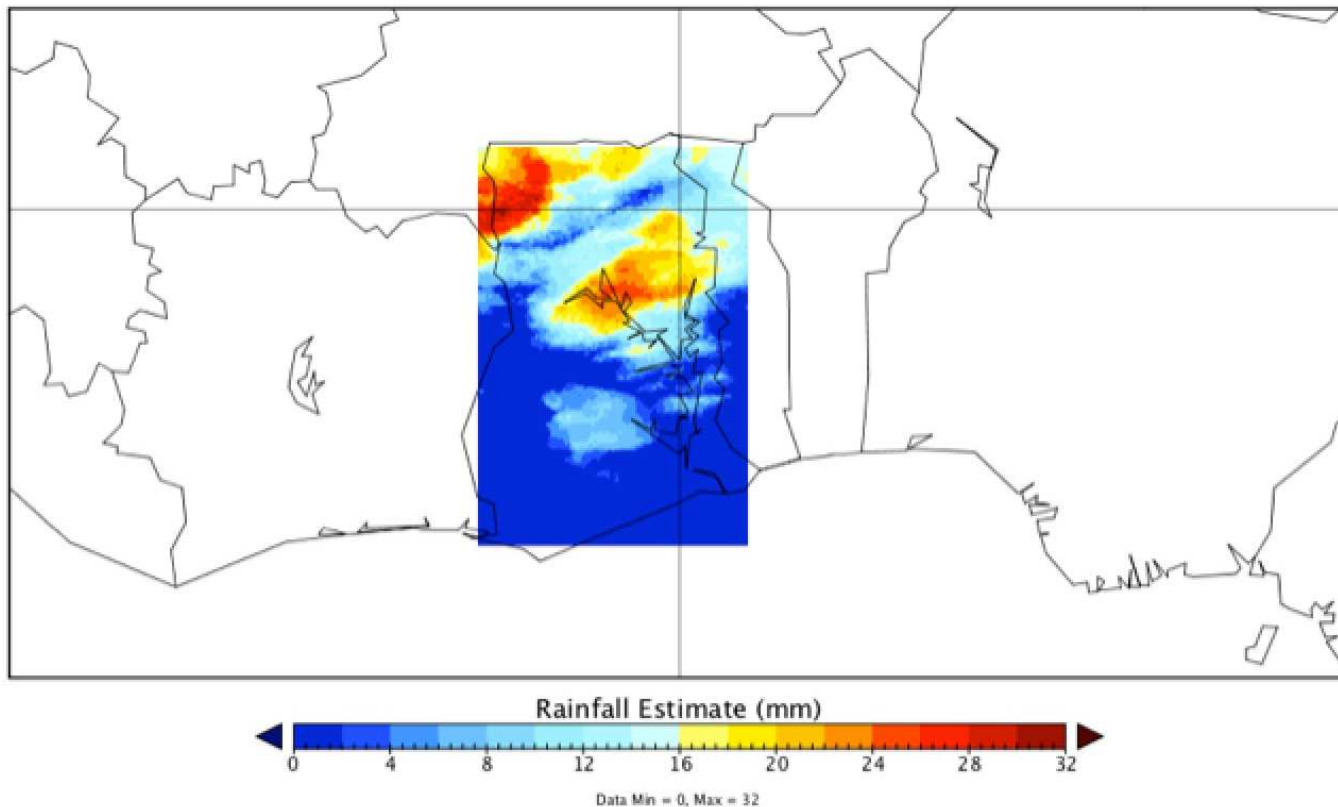 Rainfall Estimate (mm)
0 4 8 12 16 20 24 28 32
Data Min = 0, Max = 32